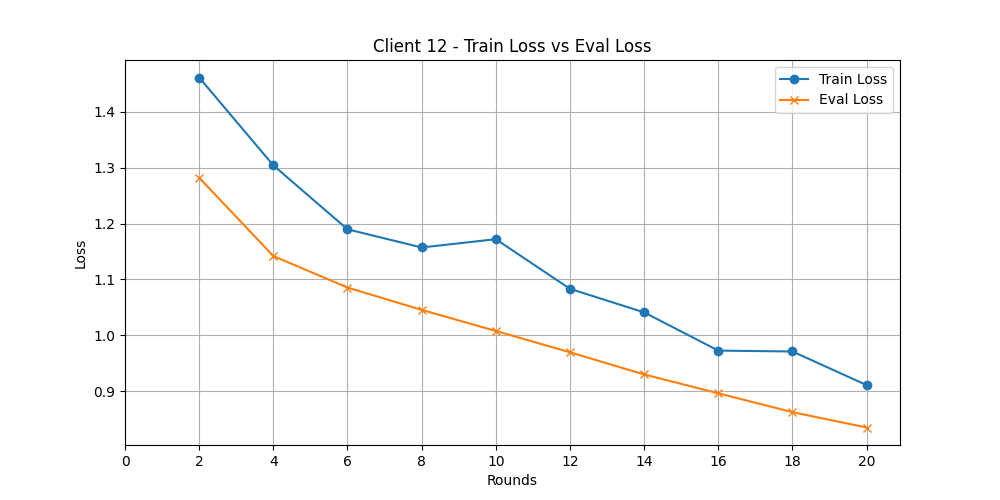 Client 12 - Train Loss vs Eval Loss
Train Loss
Eval Loss
Loss
1.4
1.3
1.2
1.1
1.0
0.9
0 2 4 6 8 10 12 14 16 18 20
Rounds